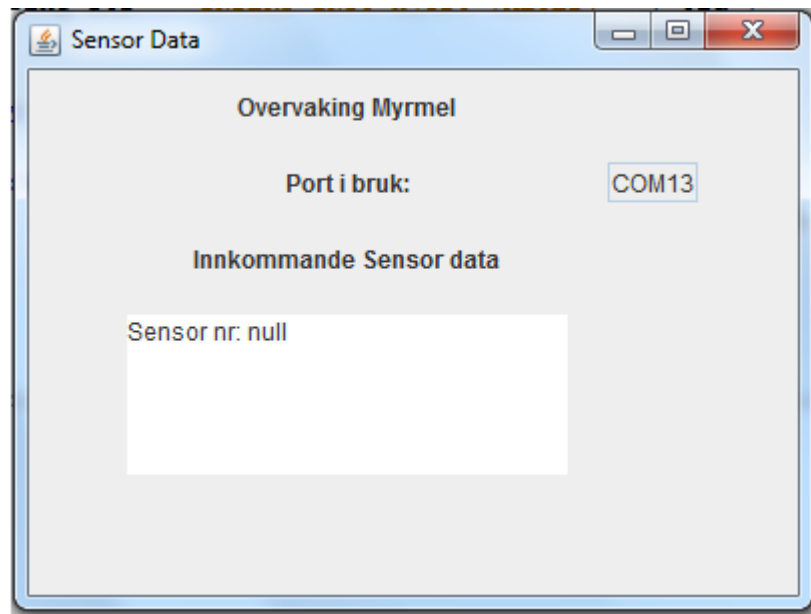 Sensor Data
Overvaking Myrmel
Port i bruk: COM13
Innkommande Sensor data
Sensor nr: null